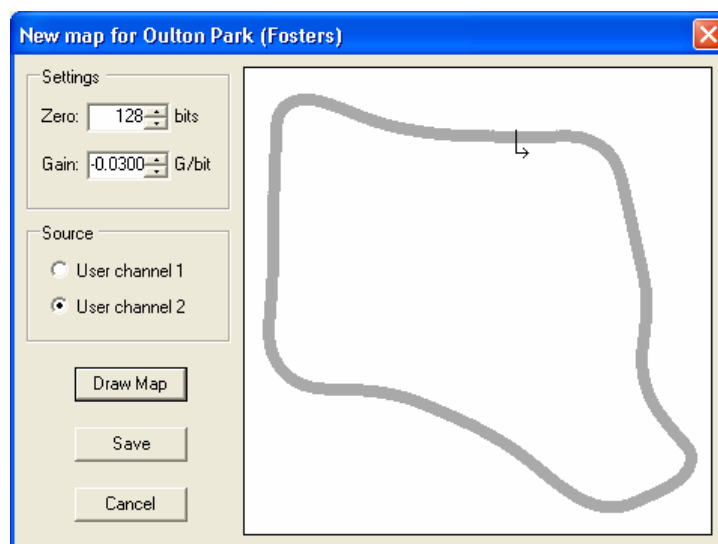 New map for Oulton Park (Fosters)
Settings
Zero: 128 bits
Gain: -0.0300 G/bit
Source
User channel 1
User channel 2
Draw Map
Save
Cancel